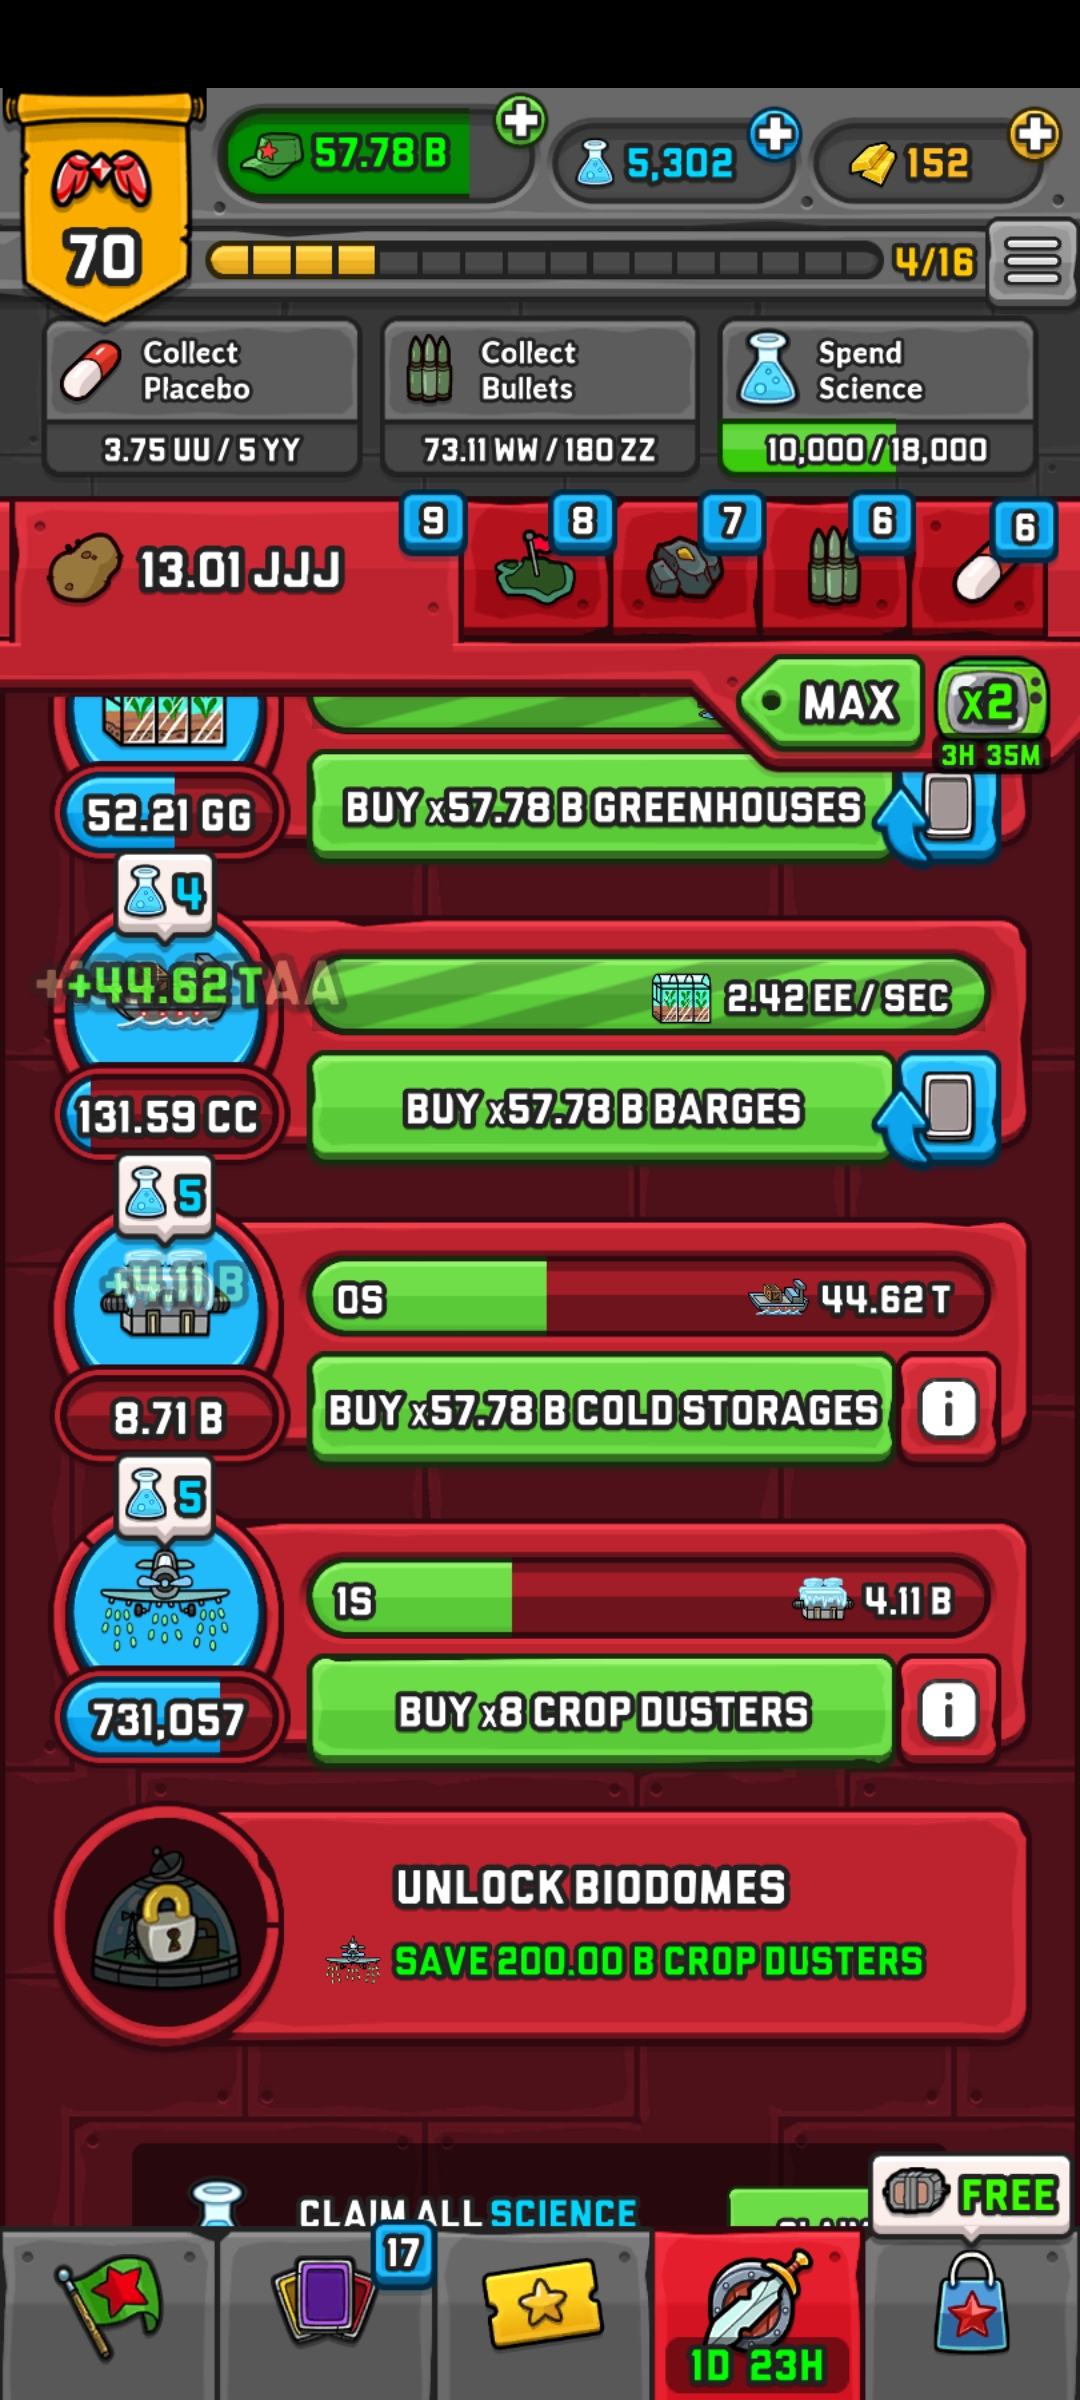 57.78 B
5,302
152
70
4/16
Collect Placebo
3.75 UU / 5 YY
Collect Bullets
73.11 WW / 180 ZZ
Spend Science
10,000 / 18,000
13.01 JJJ
9
8
7
6
6
MAX
x2
3H 35M
52.21 GG
BUY x57.78 B GREENHOUSES
4
+44.62 T
2.42 EE / SEC
131.59 CC
BUY x57.78 B BARGES
5
+4.11 B
0S
44.62 T
8.71 B
BUY x57.78 B COLD STORAGES
i
5
1S
4.11 B
731,057
BUY x8 CROP DUSTERS
i
UNLOCK BIODOMES
SAVE 200.00 B CROP DUSTERS
CLAIM ALL SCIENCE
FREE
17
1D 23H